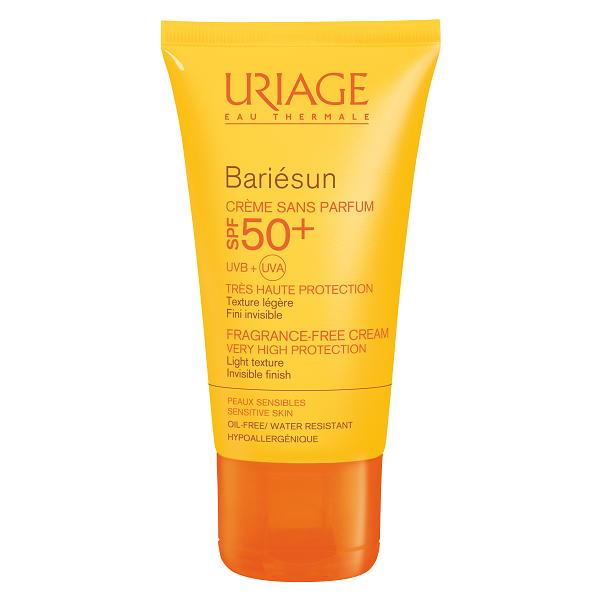 URIAGE
EAU THERMALE
Bariésun
CRÈME SANS PARFUM
SPF 50+
UVB + UVA
TRÈS HAUTE PROTECTION
Texture légère
Fini invisible
FRAGRANCE-FREE CREAM
VERY HIGH PROTECTION
Light texture
Invisible finish
PEAUX SENSIBLES
SENSITIVE SKIN
OIL-FREE/ WATER RESISTANT
HYPOALLERGÉNIQUE